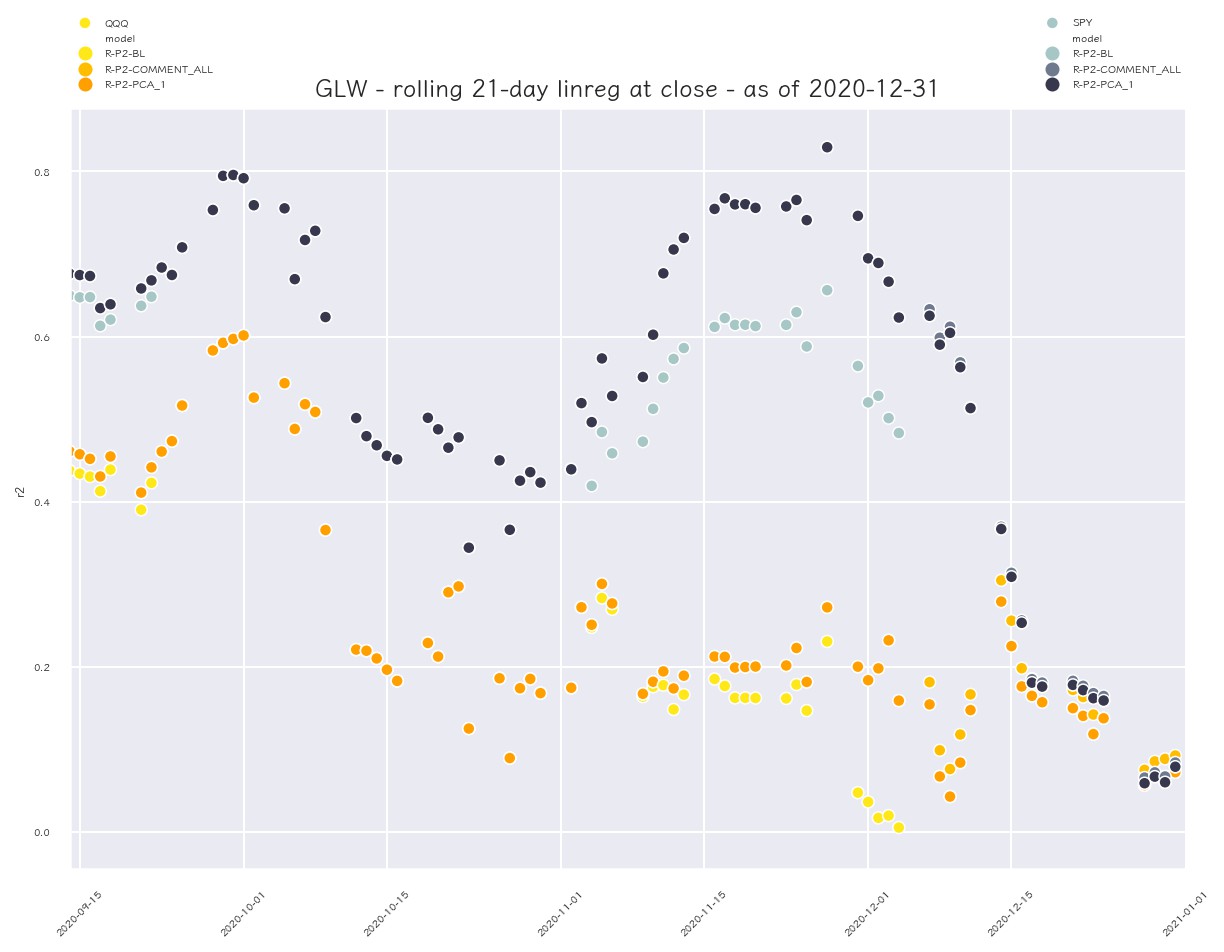 QQQ
model
R-P2-BL
R-P2-COMMENT_ALL
R-P2-PCA_1
SPY
model
R-P2-BL
R-P2-COMMENT_ALL
R-P2-PCA_1
GLW - rolling 21-day linreg at close - as of 2020-12-31
0.8
0.6
0.4
0.2
0.0
r2
2020-09-15
2020-10-01
2020-10-15
2020-11-01
2020-11-15
2020-12-01
2020-12-15
2021-01-01